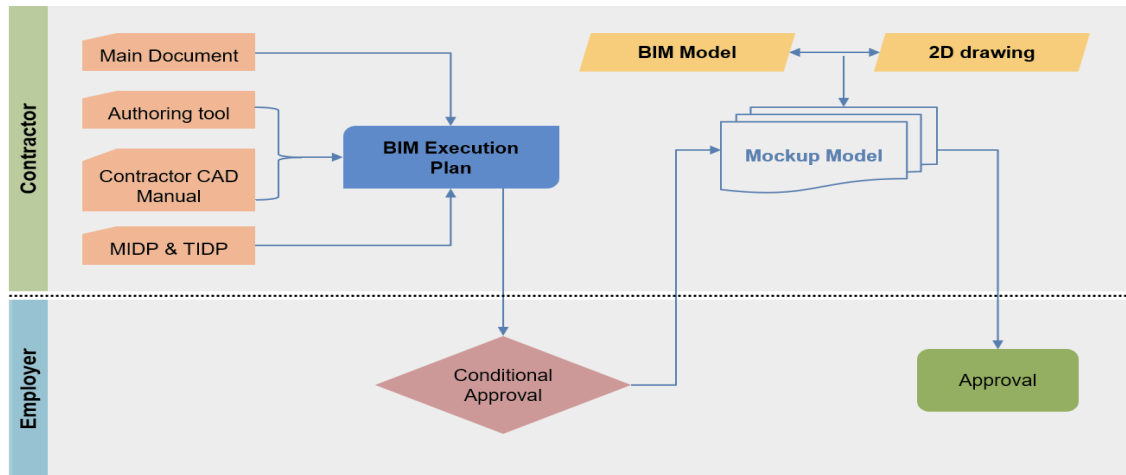 Contractor
Main Document
Authoring tool
Contractor CAD
Manual
MIDP & TIDP
BIM Execution
Plan
BIM Model
2D drawing
Mockup Model
Employer
Conditional
Approval
Approval